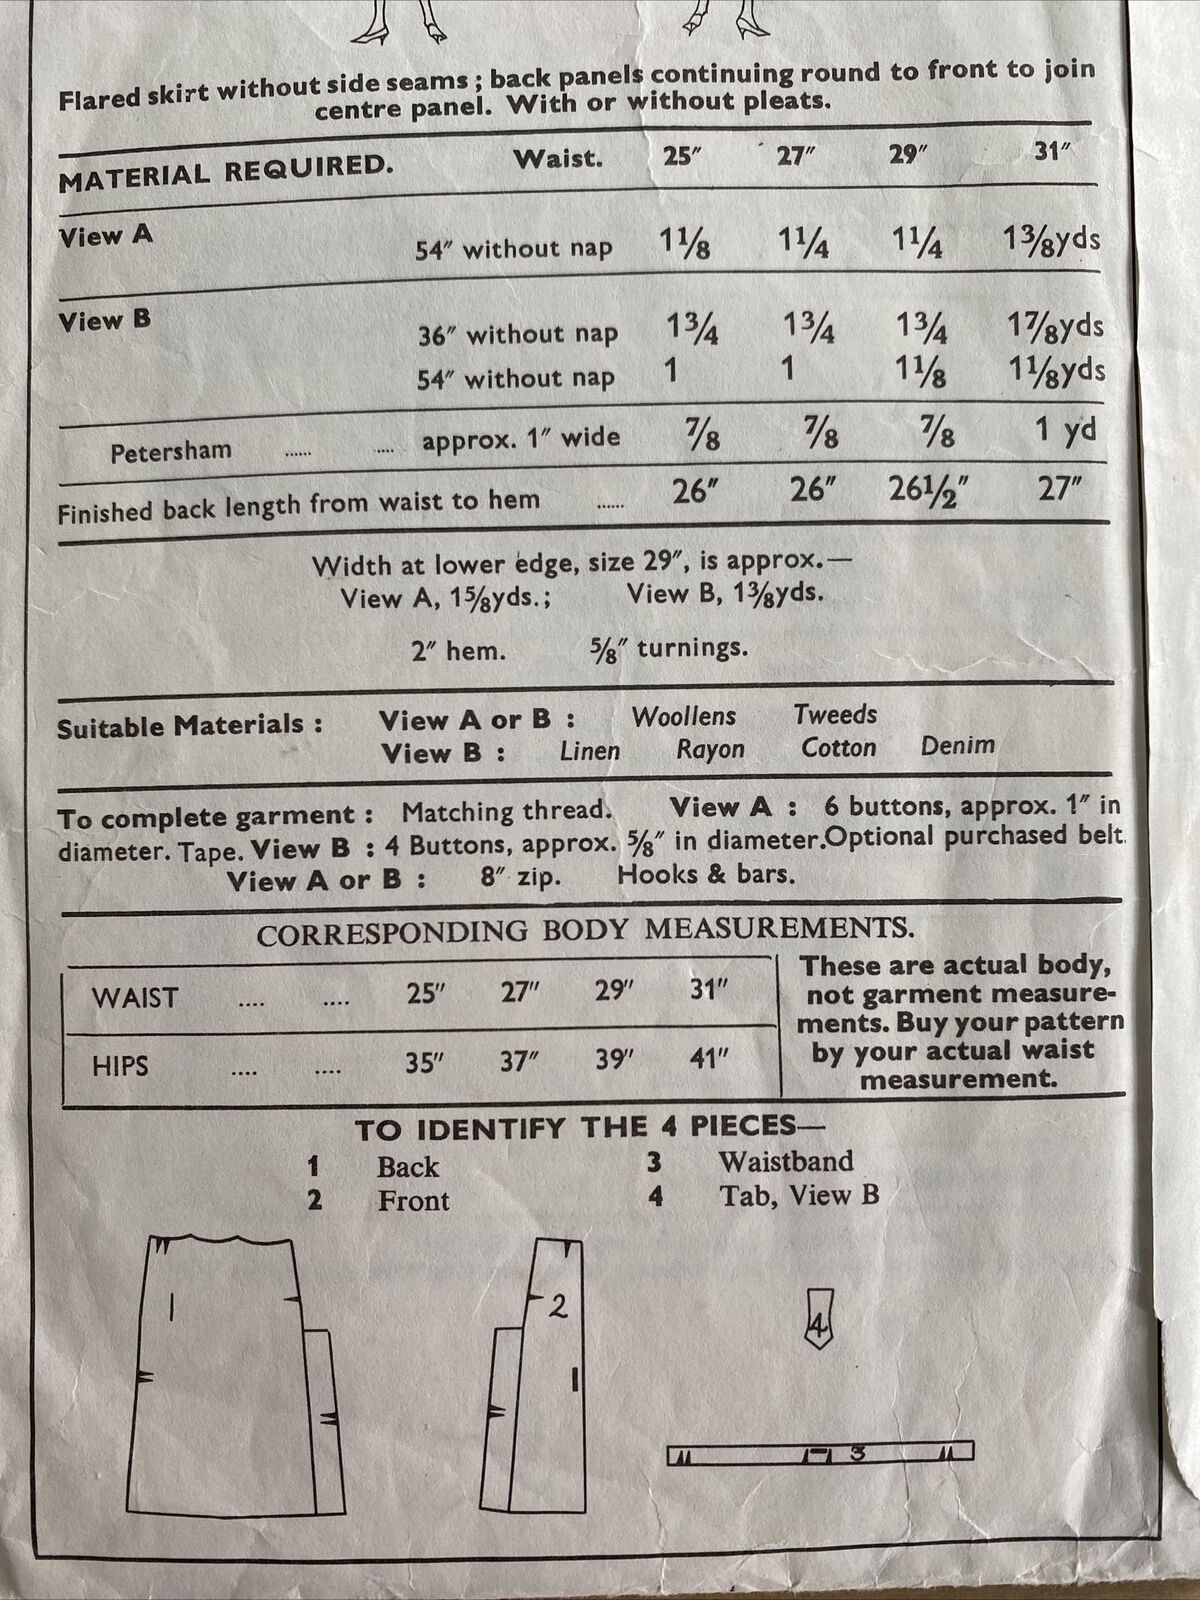 Flared skirt without side seams ; back panels continuing round to front to join
centre panel. With or without pleats.
MATERIAL REQUIRED. Waist. 25″ 27″ 29″ 31″
View A
54″ without nap 1⅛ 1¼ 1¼ 1⅜yds
View B
36″ without nap 1¾ 1¾ 1¾ 1⅞yds
54″ without nap 1 1 1⅛ 1⅛yds
Petersham ...... .... approx. 1″ wide ⅞ ⅞ ⅞ 1 yd
Finished back length from waist to hem ...... 26″ 26″ 26½″ 27″
Width at lower edge, size 29″, is approx.—
View A, 1⅝yds.; View B, 1⅜yds.
2″ hem. ⅝″ turnings.
Suitable Materials : View A or B : Woollens Tweeds
View B : Linen Rayon Cotton Denim
To complete garment : Matching thread. View A : 6 buttons, approx. 1″ in
diameter. Tape. View B : 4 Buttons, approx. ⅝″ in diameter.Optional purchased belt.
View A or B : 8″ zip. Hooks & bars.
CORRESPONDING BODY MEASUREMENTS.
WAIST .... .... 25″ 27″ 29″ 31″
HIPS .... .... 35″ 37″ 39″ 41″
These are actual body,
not garment measure-
ments. Buy your pattern
by your actual waist
measurement.
TO IDENTIFY THE 4 PIECES—
1 Back 3 Waistband
2 Front 4 Tab, View B
1
2
4
3